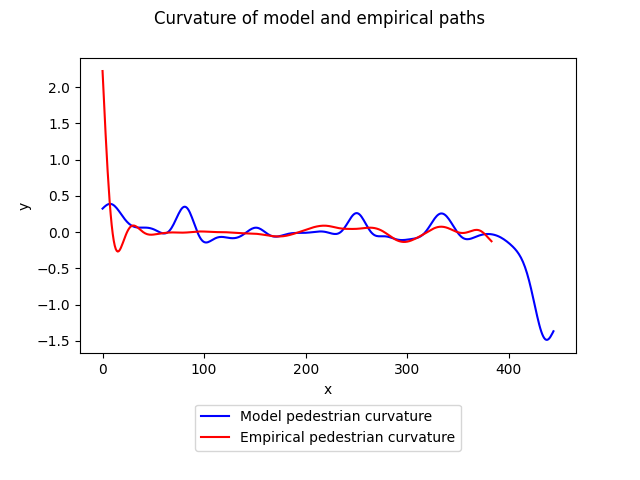 Curvature of model and empirical paths
2.0
1.5
1.0
0.5
0.0
−0.5
−1.0
−1.5
y
0 100 200 300 400
x
Model pedestrian curvature
Empirical pedestrian curvature